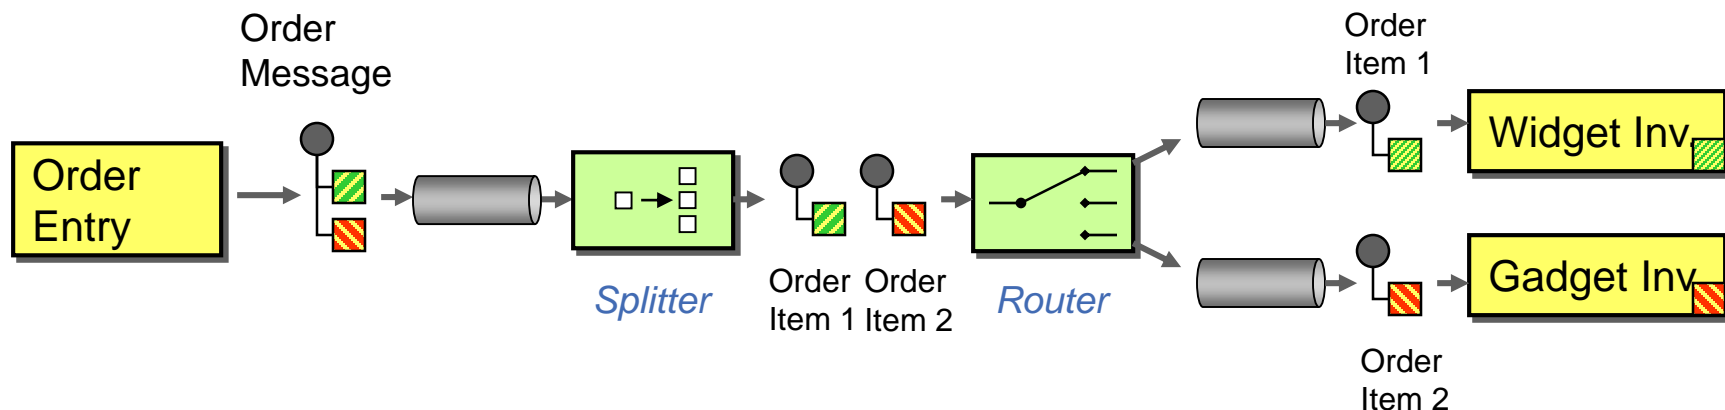 Order
Message
Order
Entry
Splitter
Order
Item 1
Order
Item 2
Router
Order
Item 1
Widget Inv.
Gadget Inv.
Order
Item 2